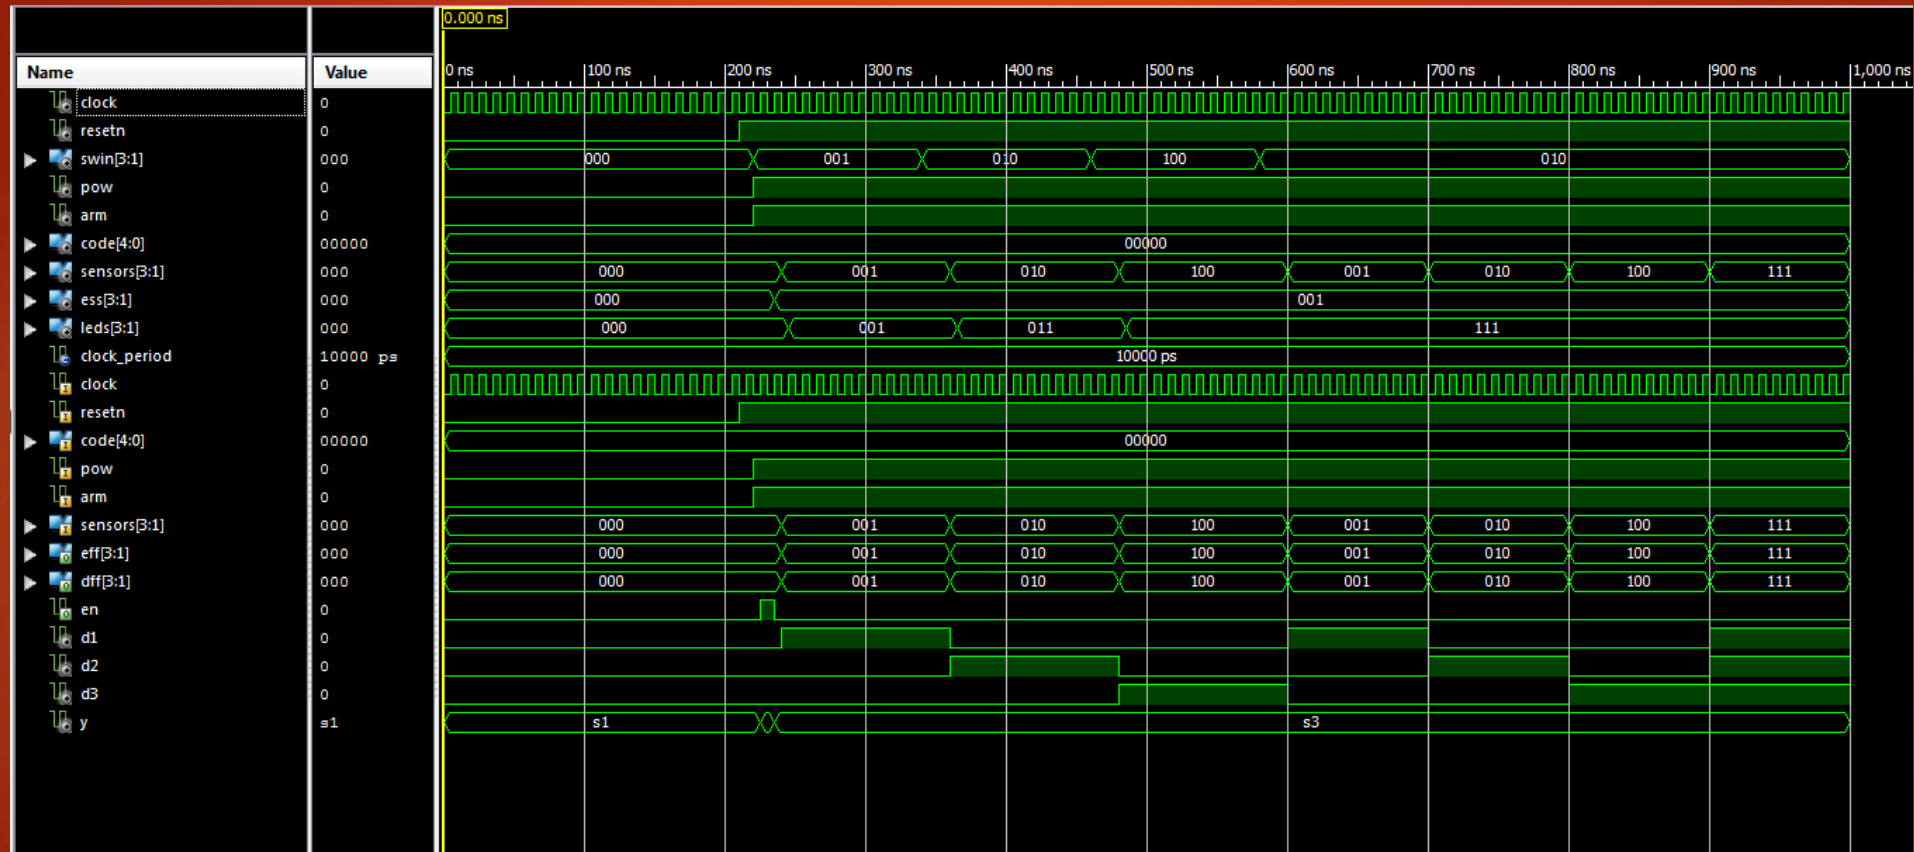 0.000 ns
Name Value 0 ns 100 ns 200 ns 300 ns 400 ns 500 ns 600 ns 700 ns 800 ns 900 ns 1,000 ns
clock 0
resetn 0
swin[3:1] 000 000 001 010 100 010
pow 0
arm 0
code[4:0] 00000 00000
sensors[3:1] 000 000 001 010 100 001 010 100 111
ess[3:1] 000 000 001
leds[3:1] 000 000 001 011 111
clock_period 10000 ps 10000 ps
clock 0
resetn 0
code[4:0] 00000 00000
pow 0
arm 0
sensors[3:1] 000 000 001 010 100 001 010 100 111
eff[3:1] 000 000 001 010 100 001 010 100 111
dff[3:1] 000 000 001 010 100 001 010 100 111
en 0
d1 0
d2 0
d3 0
y s1 s1 s3